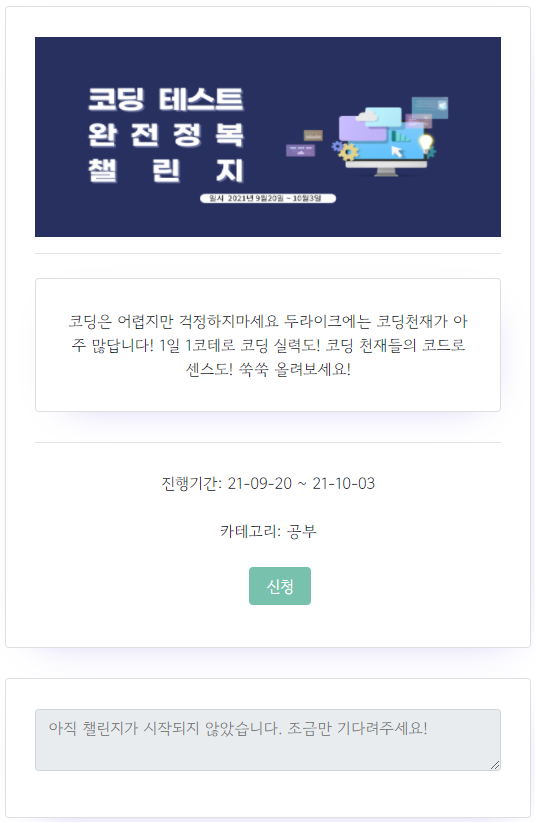 코딩 테스트
완전정복
챌린지
일시 2021년 9월20일 ~ 10월3일
코딩은 어렵지만 걱정하지마세요 두라이크에는 코딩천재가 아
주 많답니다! 1일 1코테로 코딩 실력도! 코딩 천재들의 코드로
센스도! 쑥쑥 올려보세요!
진행기간: 21-09-20 ~ 21-10-03
카테고리: 공부
신청
아직 챌린지가 시작되지 않았습니다. 조금만 기다려주세요!